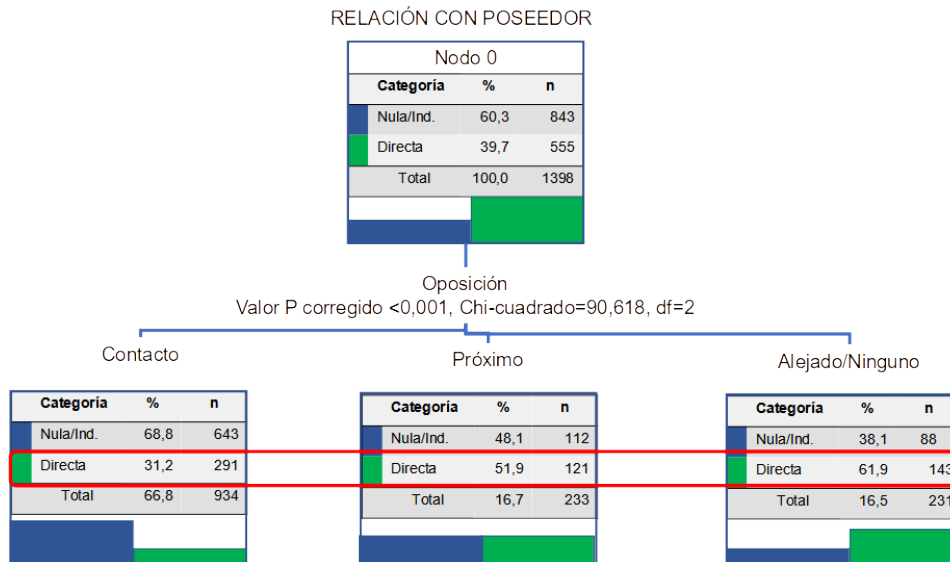 RELACIÓN CON POSEEDOR
Nodo 0
Categoría % n
Nula/Ind. 60,3 843
Directa 39,7 555
Total 100,0 1398
Oposición
Valor P corregido <0,001, Chi-cuadrado=90,618, df=2
Contacto
Categoría % n
Nula/Ind. 68,8 643
Directa 31,2 291
Total 66,8 934
Próximo
Categoría % n
Nula/Ind. 48,1 112
Directa 51,9 121
Total 16,7 233
Alejado/Ninguno
Categoría % n
Nula/Ind. 38,1 88
Directa 61,9 143
Total 16,5 231